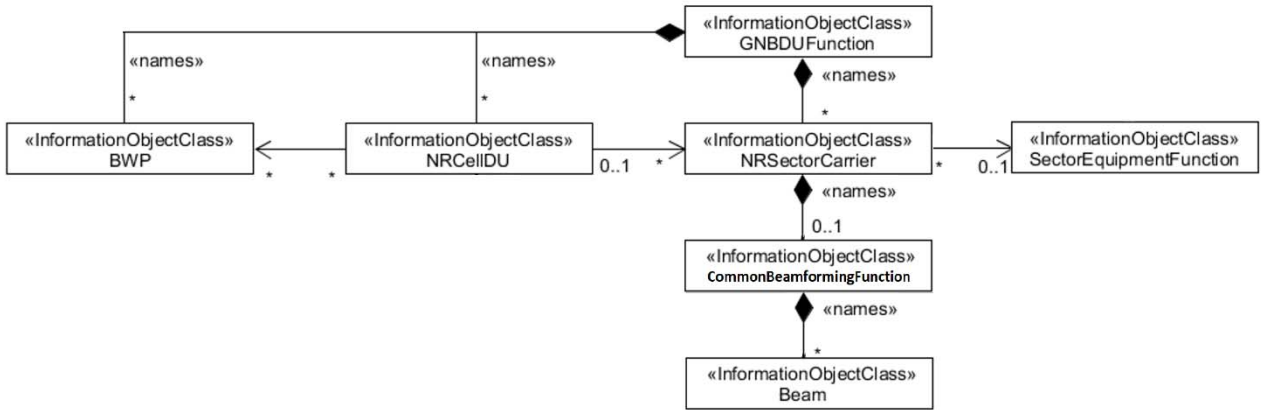 «InformationObjectClass»
GNBDUFunction
«names»
«names»
«names»
*
*
*
«InformationObjectClass»
BWP
«InformationObjectClass»
NRCellDU
«InformationObjectClass»
NRSectorCarrier
«InformationObjectClass»
SectorEquipmentFunction
*
*
0..1
*
*
0..1
«names»
0..1
«InformationObjectClass»
CommonBeamformingFunction
«names»
*
«InformationObjectClass»
Beam